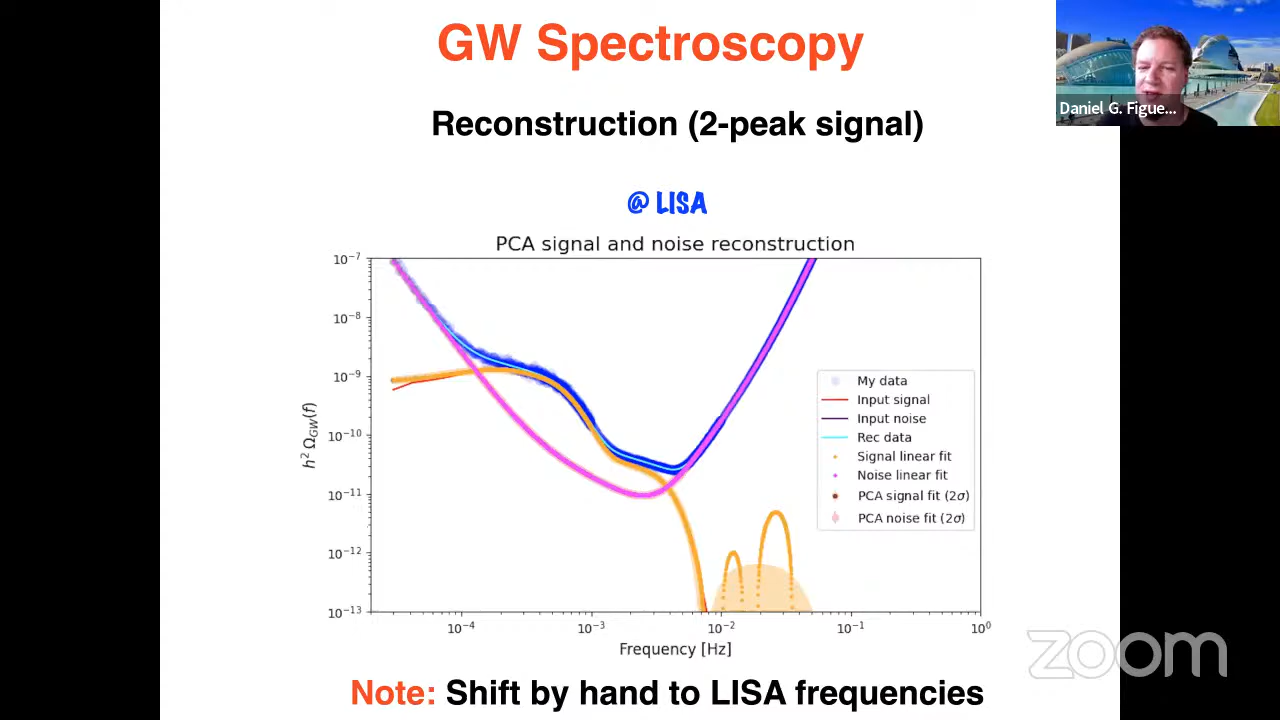 GW Spectroscopy
Daniel G. Figue...
Reconstruction (2-peak signal)
@ LISA
PCA signal and noise reconstruction
10⁻⁷
10⁻⁸
10⁻⁹
10⁻¹⁰
10⁻¹¹
10⁻¹²
10⁻¹³
h² Ω_GW(f)
My data
Input signal
Input noise
Rec data
Signal linear fit
Noise linear fit
PCA signal fit (2σ)
PCA noise fit (2σ)
10⁻⁴ 10⁻³ 10⁻² 10⁻¹ 10⁰
Frequency [Hz]
zoom
Note: Shift by hand to LISA frequencies